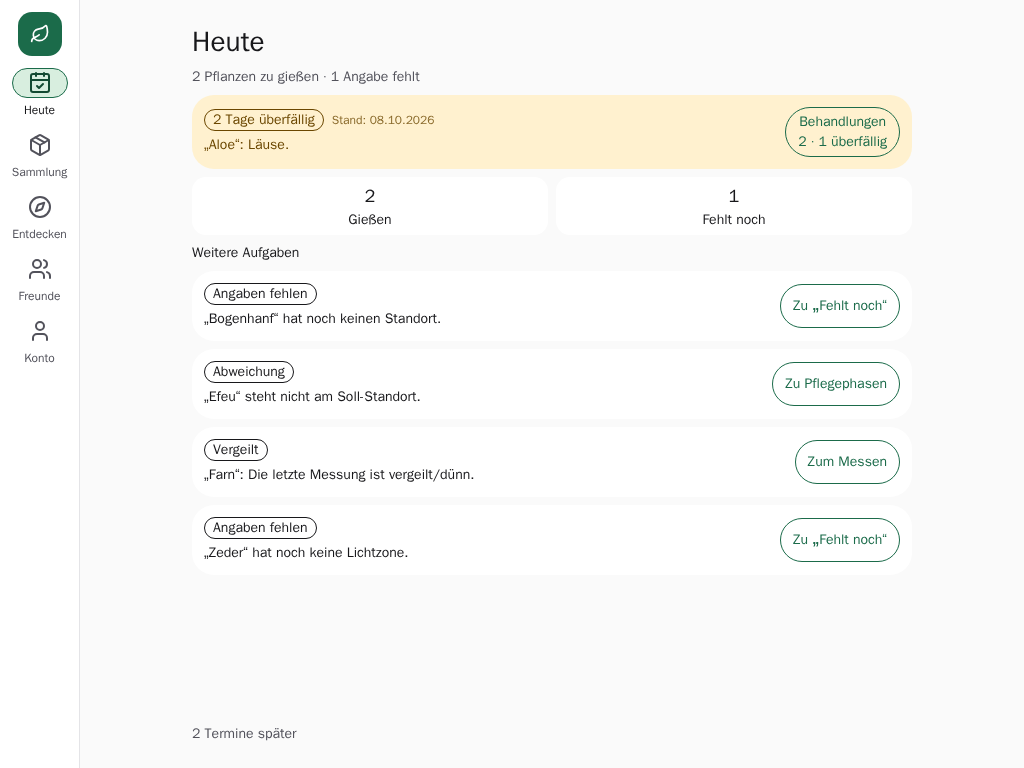 Heute
Sammlung
Entdecken
Freunde
Konto
Heute
2 Pflanzen zu gießen · 1 Angabe fehlt
2 Tage überfällig Stand: 08.10.2026
„Aloe“: Läuse.
Behandlungen
2 · 1 überfällig
2
Gießen
1
Fehlt noch
Weitere Aufgaben
Angaben fehlen
„Bogenhanf“ hat noch keinen Standort.
Zu „Fehlt noch“
Abweichung
„Efeu“ steht nicht am Soll-Standort.
Zu Pflegephasen
Vergeilt
„Farn“: Die letzte Messung ist vergeilt/dünn.
Zum Messen
Angaben fehlen
„Zeder“ hat noch keine Lichtzone.
Zu „Fehlt noch“
2 Termine später